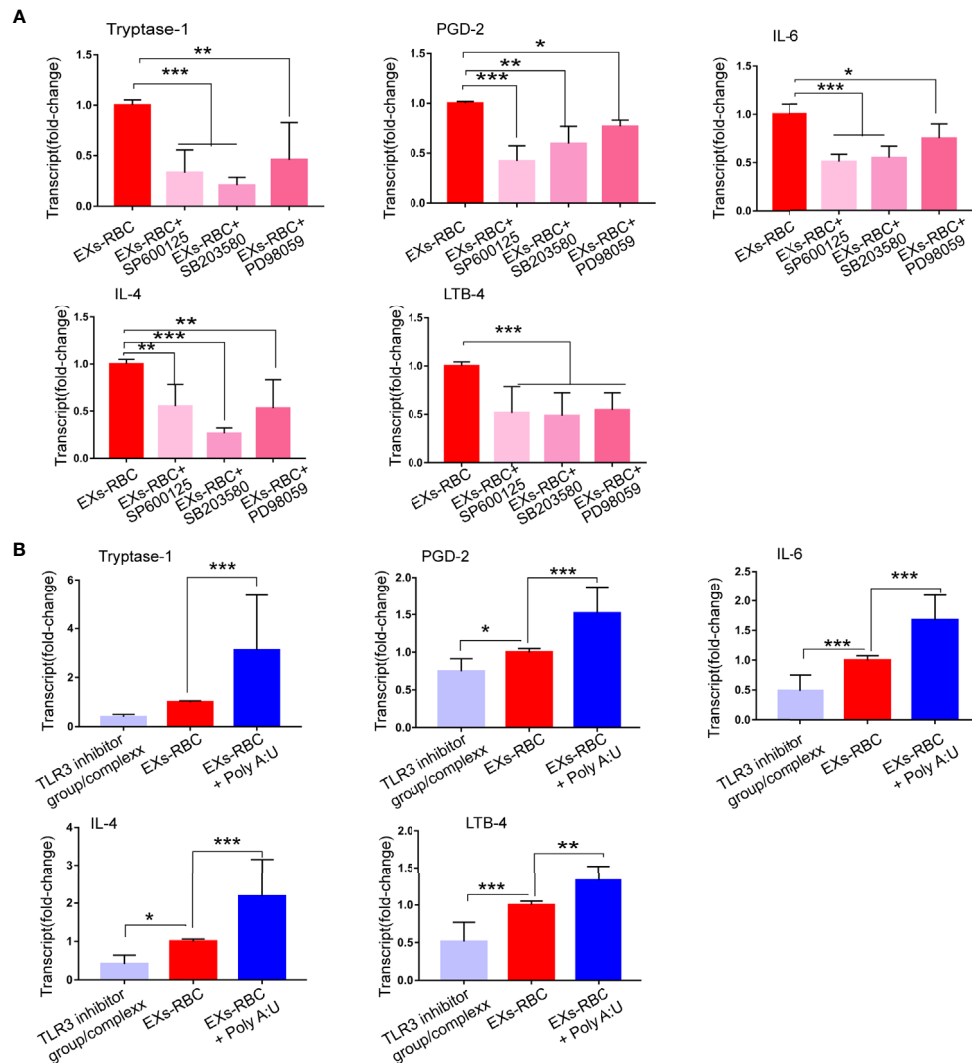 A
Tryptase-1
Transcript(fold-change)
1.5
1.0
0.5
0.0
**
***
EXs-RBC
EXs-RBC+
SP600125
EXs-RBC+
SB203580
EXs-RBC+
PD98059
PGD-2
Transcript(fold-change)
1.5
1.0
0.5
0.0
*
**
***
EXs-RBC
EXs-RBC+
SP600125
EXs-RBC+
SB203580
EXs-RBC+
PD98059
IL-6
Transcript(fold-change)
1.5
1.0
0.5
0.0
*
***
EXs-RBC
EXs-RBC+
SP600125
EXs-RBC+
SB203580
EXs-RBC+
PD98059
IL-4
Transcript(fold-change)
1.5
1.0
0.5
0.0
**
***
**
EXs-RBC
EXs-RBC+
SP600125
EXs-RBC+
SB203580
EXs-RBC+
PD98059
LTB-4
Transcript(fold-change)
1.5
1.0
0.5
0.0
***
EXs-RBC
EXs-RBC+
SP600125
EXs-RBC+
SB203580
EXs-RBC+
PD98059
B
Tryptase-1
Transcript(fold-change)
6
4
2
0
***
TLR3 inhibitor
group/complexx
EXs-RBC
EXs-RBC
+ Poly A:U
PGD-2
Transcript(fold-change)
2.0
1.5
1.0
0.5
0.0
***
*
TLR3 inhibitor
group/complexx
EXs-RBC
EXs-RBC
+ Poly A:U
IL-6
Transcript(fold-change)
2.5
2.0
1.5
1.0
0.5
0.0
***
***
TLR3 inhibitor
group/complexx
EXs-RBC
EXs-RBC
+ Poly A:U
IL-4
Transcript(fold-change)
4
2
1
0
***
*
TLR3 inhibitor
group/complexx
EXs-RBC
EXs-RBC
+ Poly A:U
LTB-4
Transcript(fold-change)
2.0
1.5
1.0
0.5
0.0
**
***
TLR3 inhibitor
group/complexx
EXs-RBC
EXs-RBC
+ Poly A:U